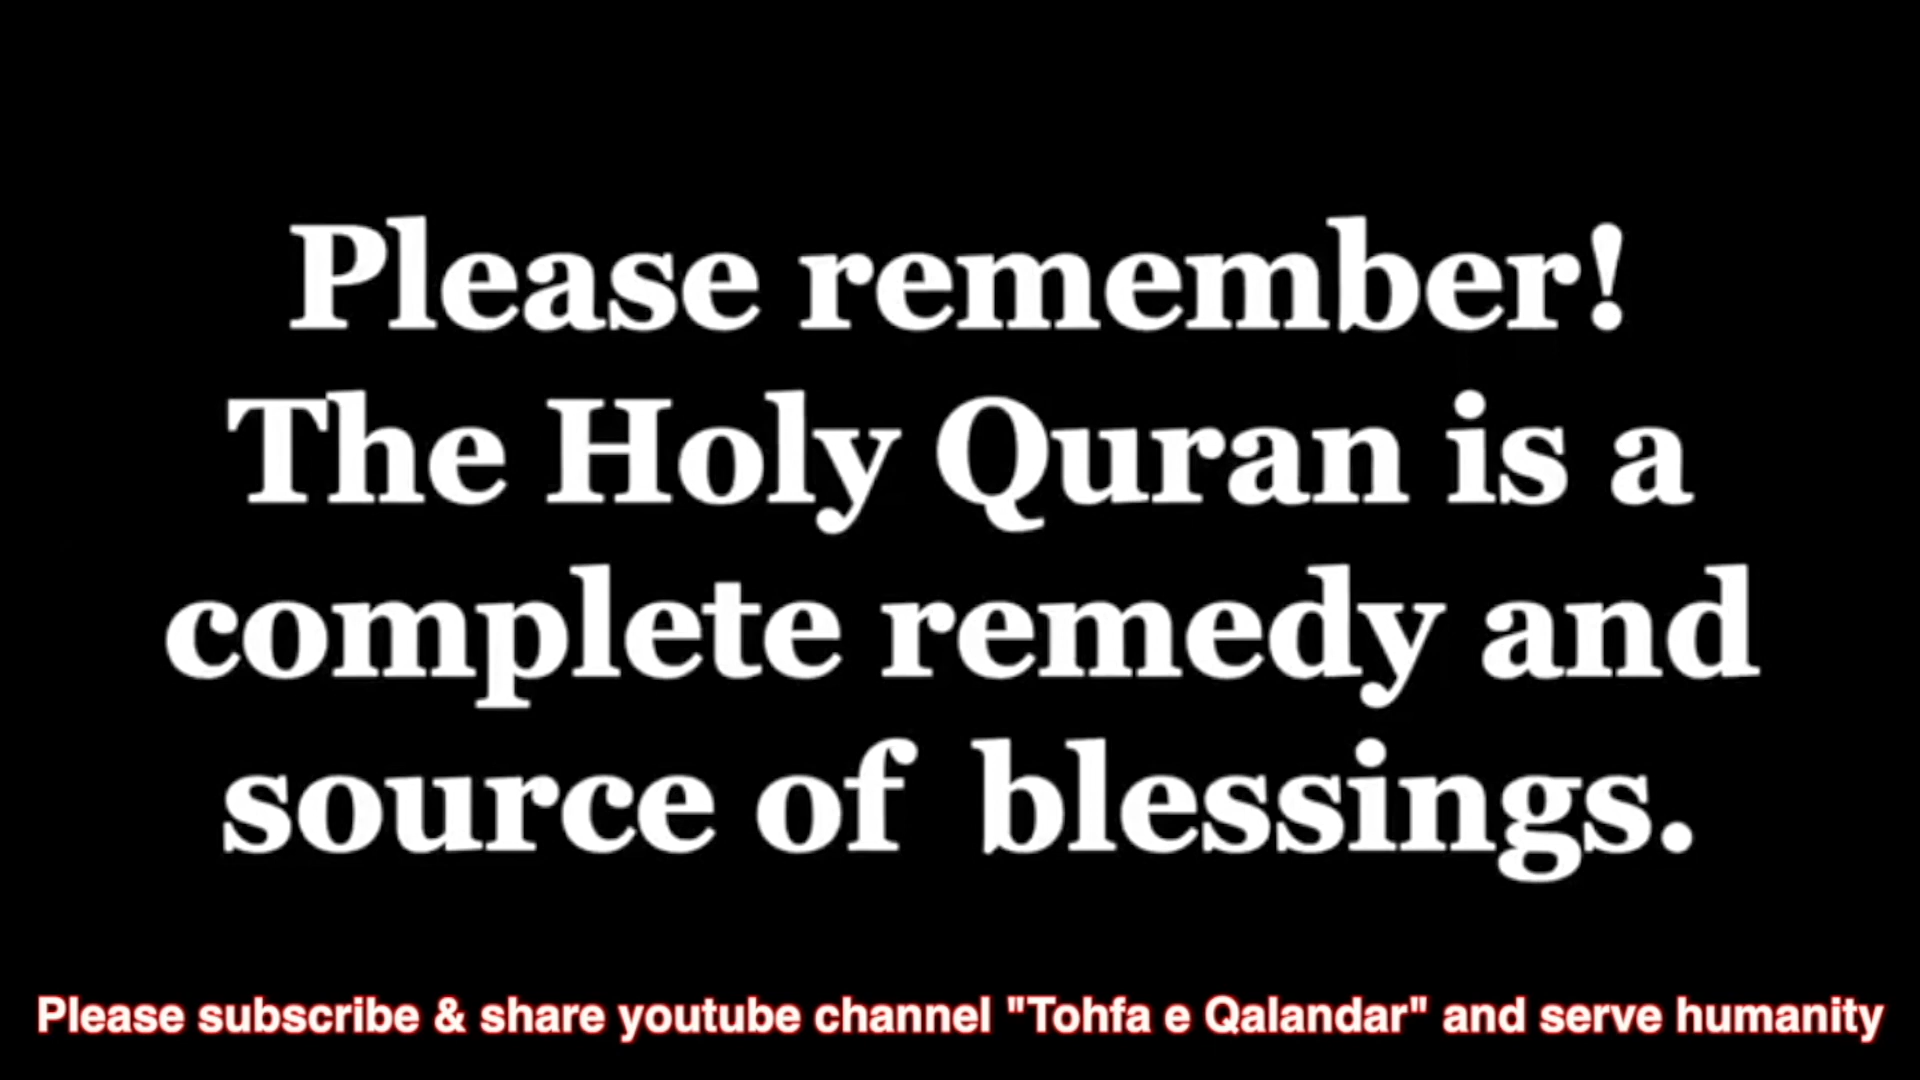 Please remember!
The Holy Quran is a
complete remedy and
source of blessings.
Please subscribe & share youtube channel "Tohfa e Qalandar" and serve humanity